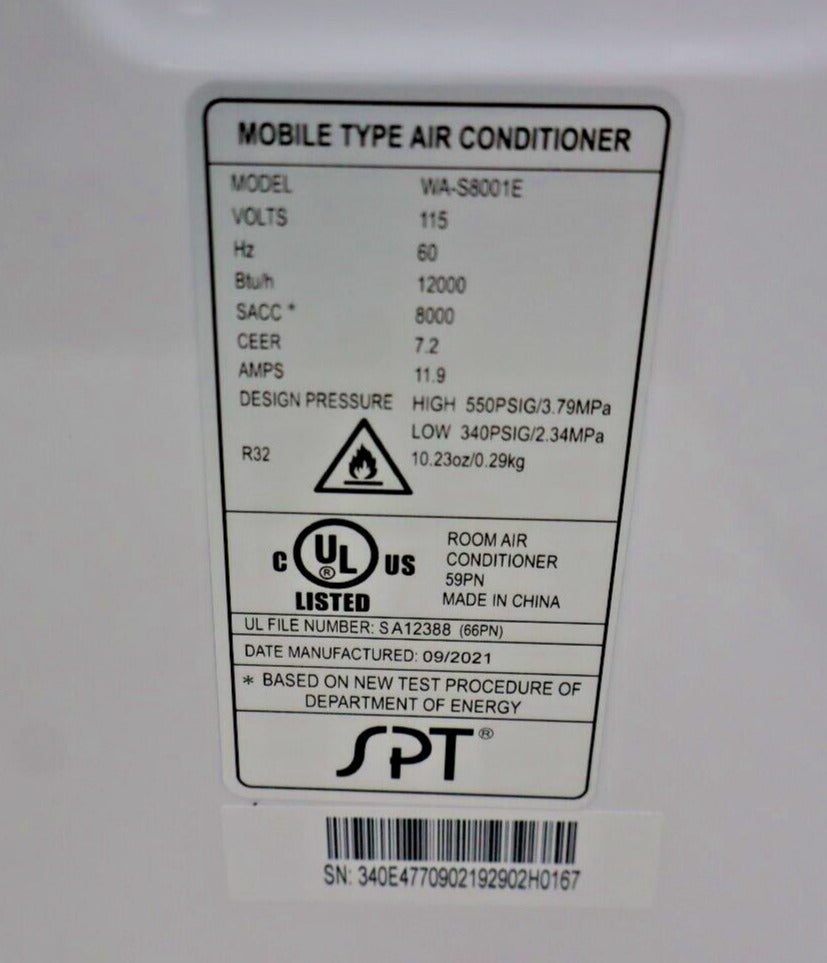 MOBILE TYPE AIR CONDITIONER
MODEL WA-S8001E
VOLTS 115
Hz 60
Btu/h 12000
SACC * 8000
CEER 7.2
AMPS 11.9
DESIGN PRESSURE HIGH 550PSIG/3.79MPa
LOW 340PSIG/2.34MPa
R32 10.23oz/0.29kg
C UL ® US
LISTED
ROOM AIR
CONDITIONER
59PN
MADE IN CHINA
UL FILE NUMBER: SA12388 (66PN)
DATE MANUFACTURED: 09/2021
* BASED ON NEW TEST PROCEDURE OF
DEPARTMENT OF ENERGY
SPT®
SN: 340E4770902192902H0167